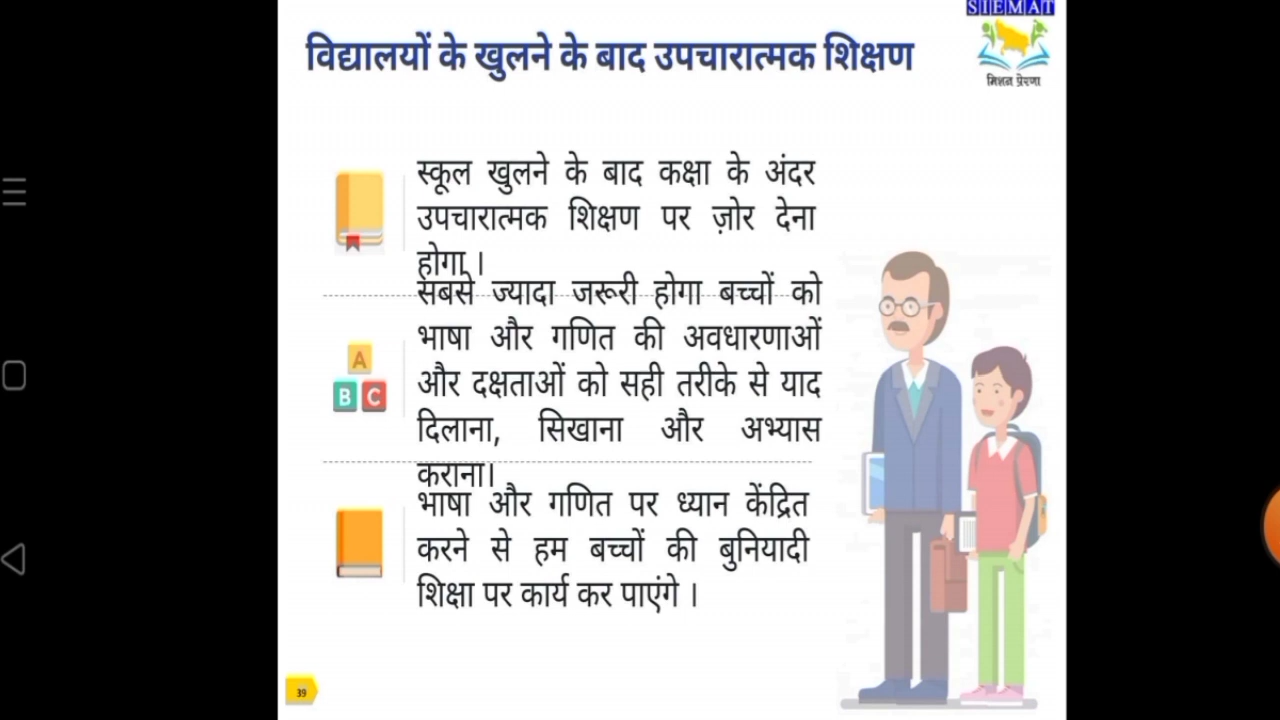 SIEMAT
विद्यालयों के खुलने के बाद उपचारात्मक शिक्षण
मिशन प्रेरणा
स्कूल खुलने के बाद कक्षा के अंदर
उपचारात्मक शिक्षण पर ज़ोर देना
होगा ।
सबसे ज्यादा जरूरी होगा बच्चों को
भाषा और गणित की अवधारणाओं
और दक्षताओं को सही तरीके से याद
दिलाना, सिखाना और अभ्यास
कराना।
भाषा और गणित पर ध्यान केंद्रित
करने से हम बच्चों की बुनियादी
शिक्षा पर कार्य कर पाएंगे ।
A
B C
39